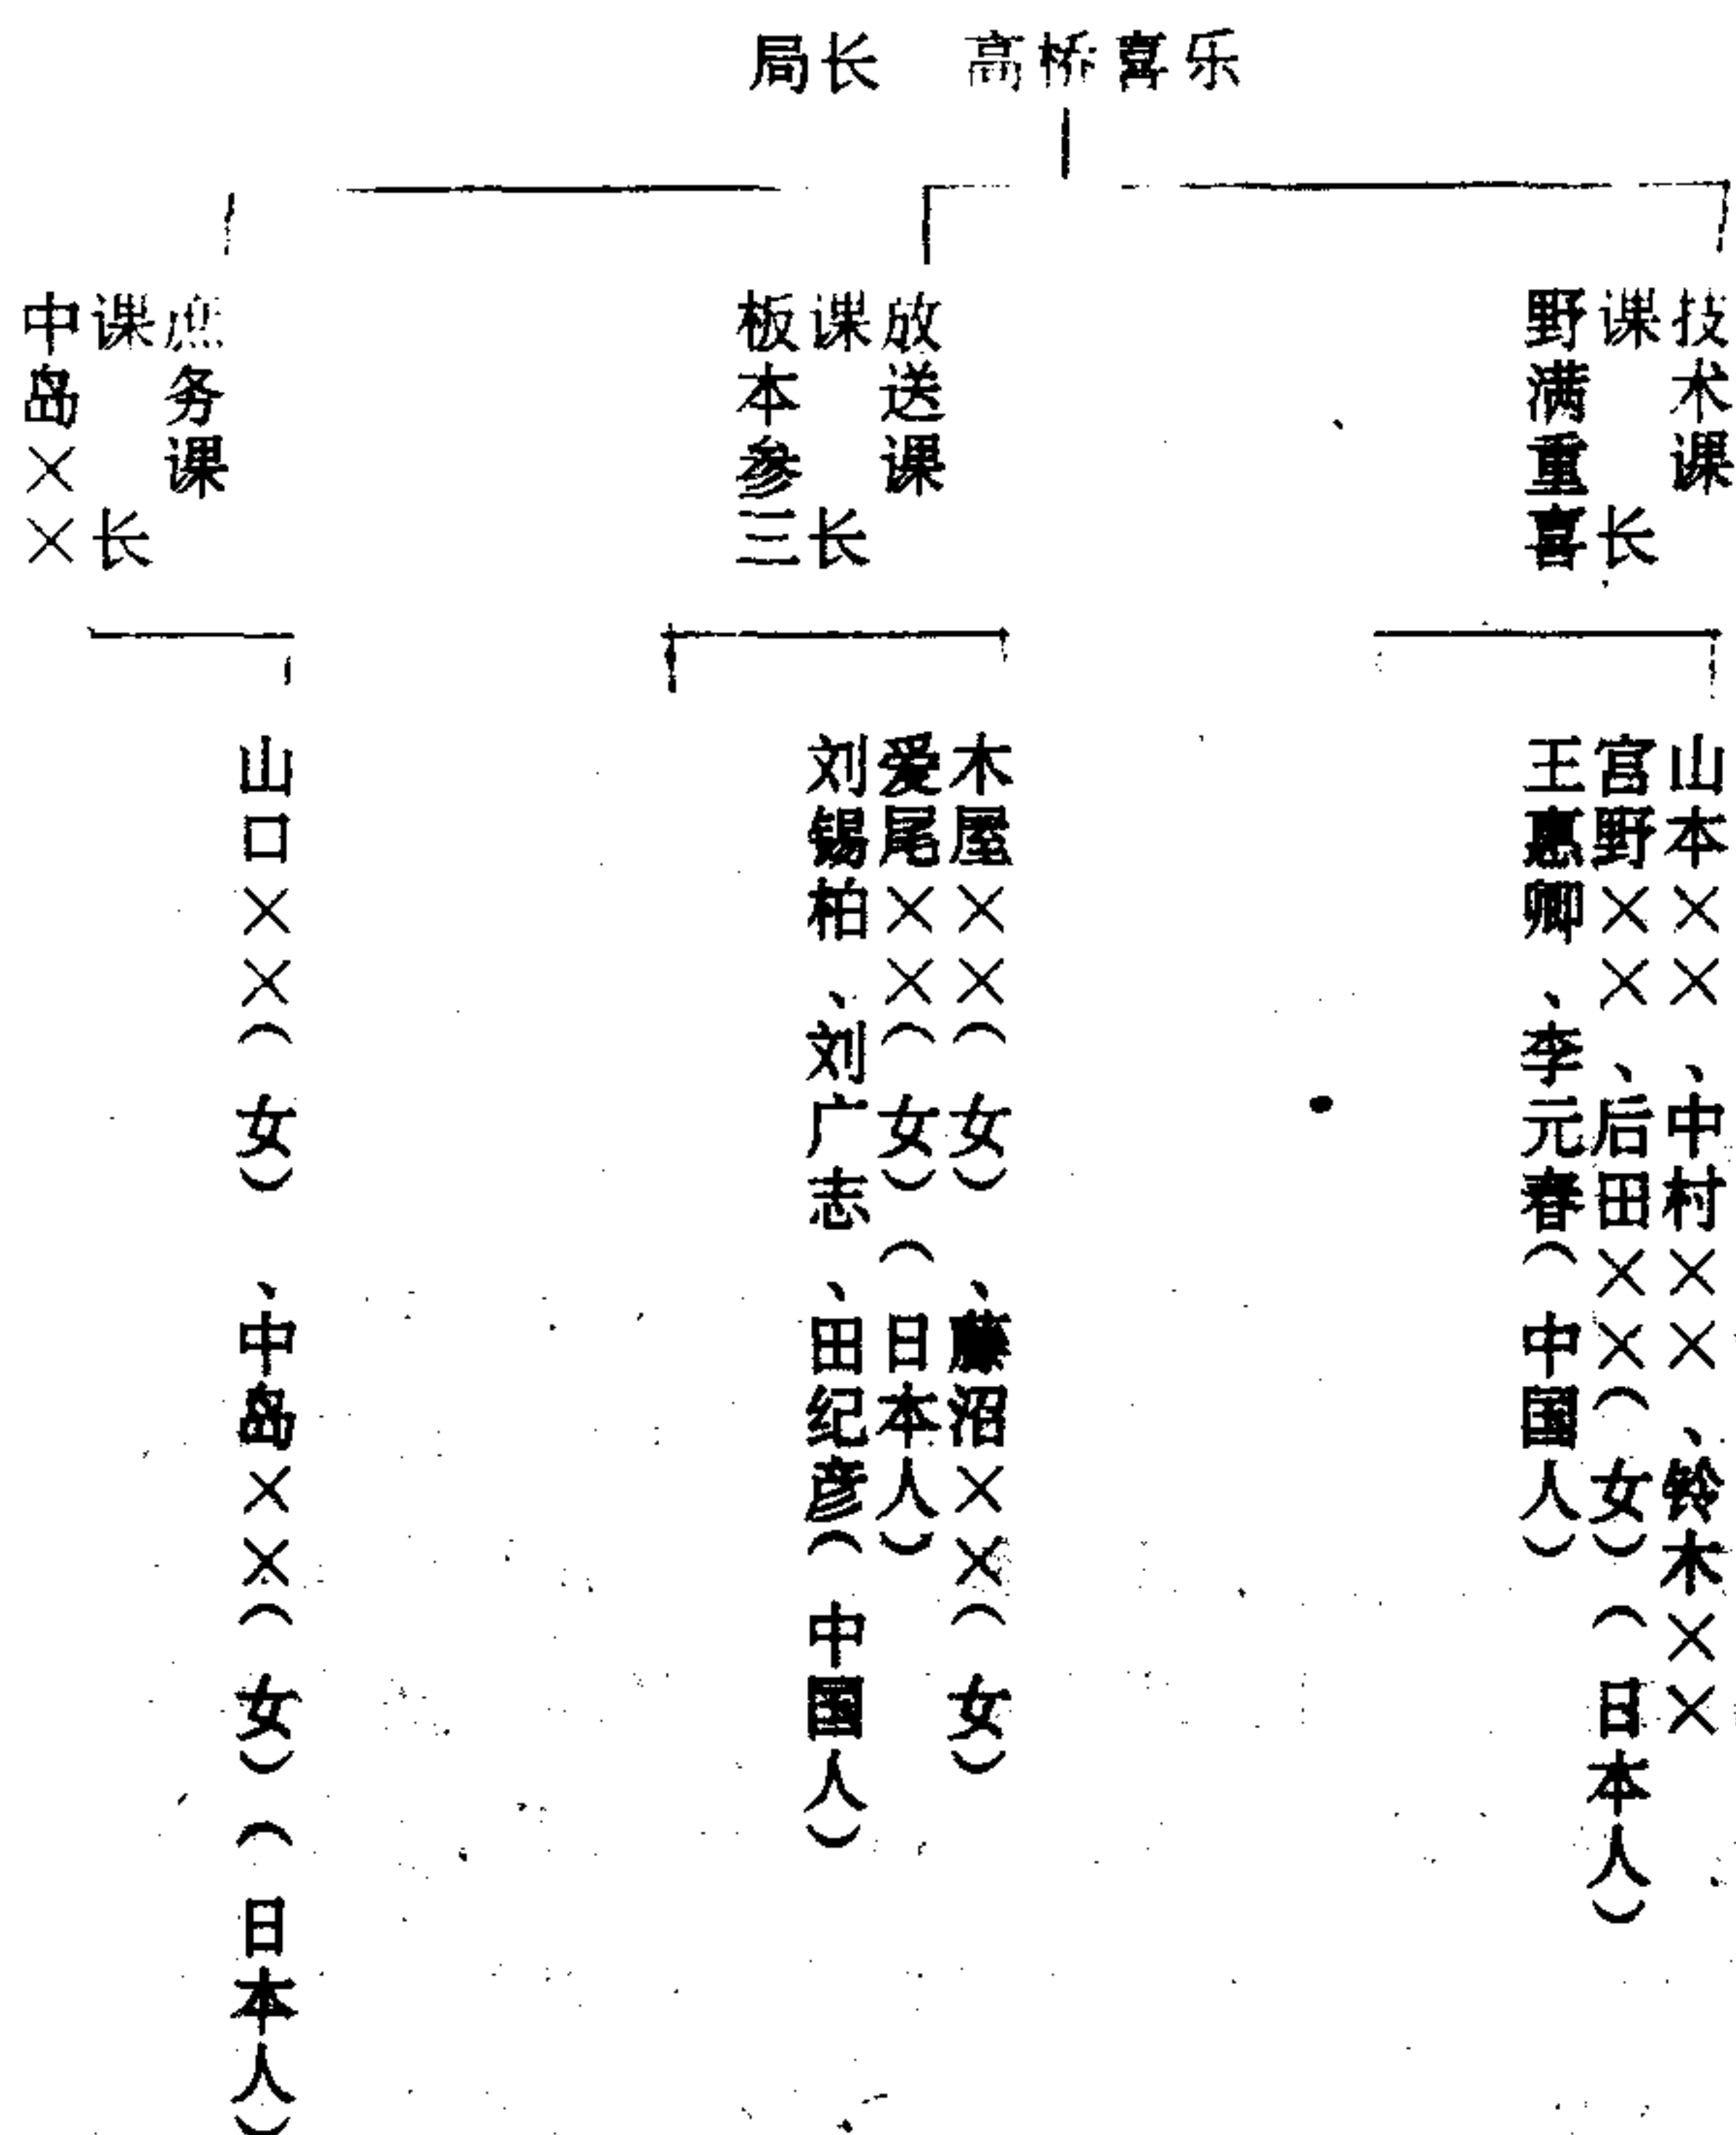 局长 高桥喜乐
技术课
课长
野满重喜
山本××、中村××、铃木××
宫野××、后田××(女)(日本人)
王惠卿、李元春(中国人)
放送课
课长
板本参三
木屋××(女)、藤沼××(女)
爱尾××(女)(日本人)
刘锡柏、刘广志、田纪彦(中国人)
务课
课长
中岛××
山口××(女)、中岛××(女)(日本人)